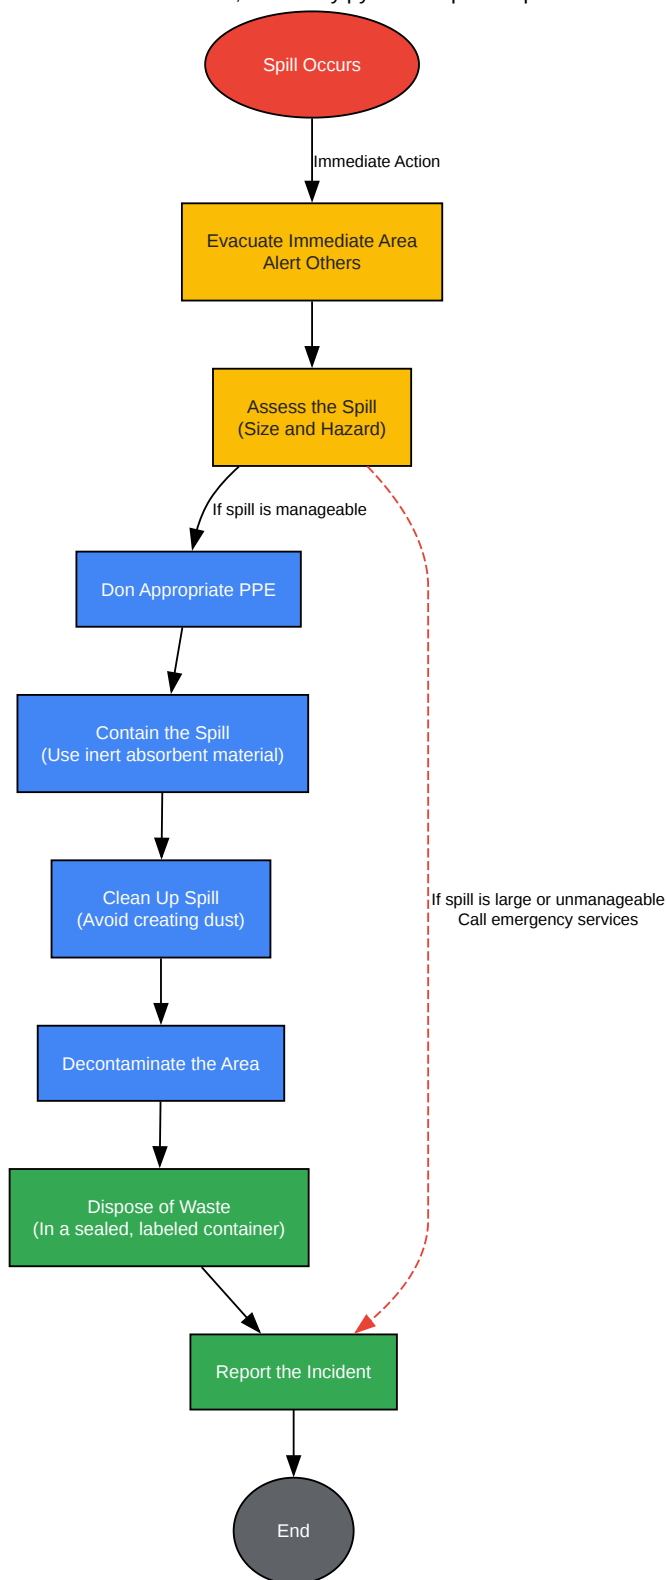 Spill Occurs
Immediate Action
Evacuate Immediate Area
Alert Others
Assess the Spill
(Size and Hazard)
If spill is manageable
Don Appropriate PPE
Contain the Spill
(Use inert absorbent material)
Clean Up Spill
(Avoid creating dust)
If spill is large or unmanageable
Call emergency services
Decontaminate the Area
Dispose of Waste
(In a sealed, labeled container)
Report the Incident
End